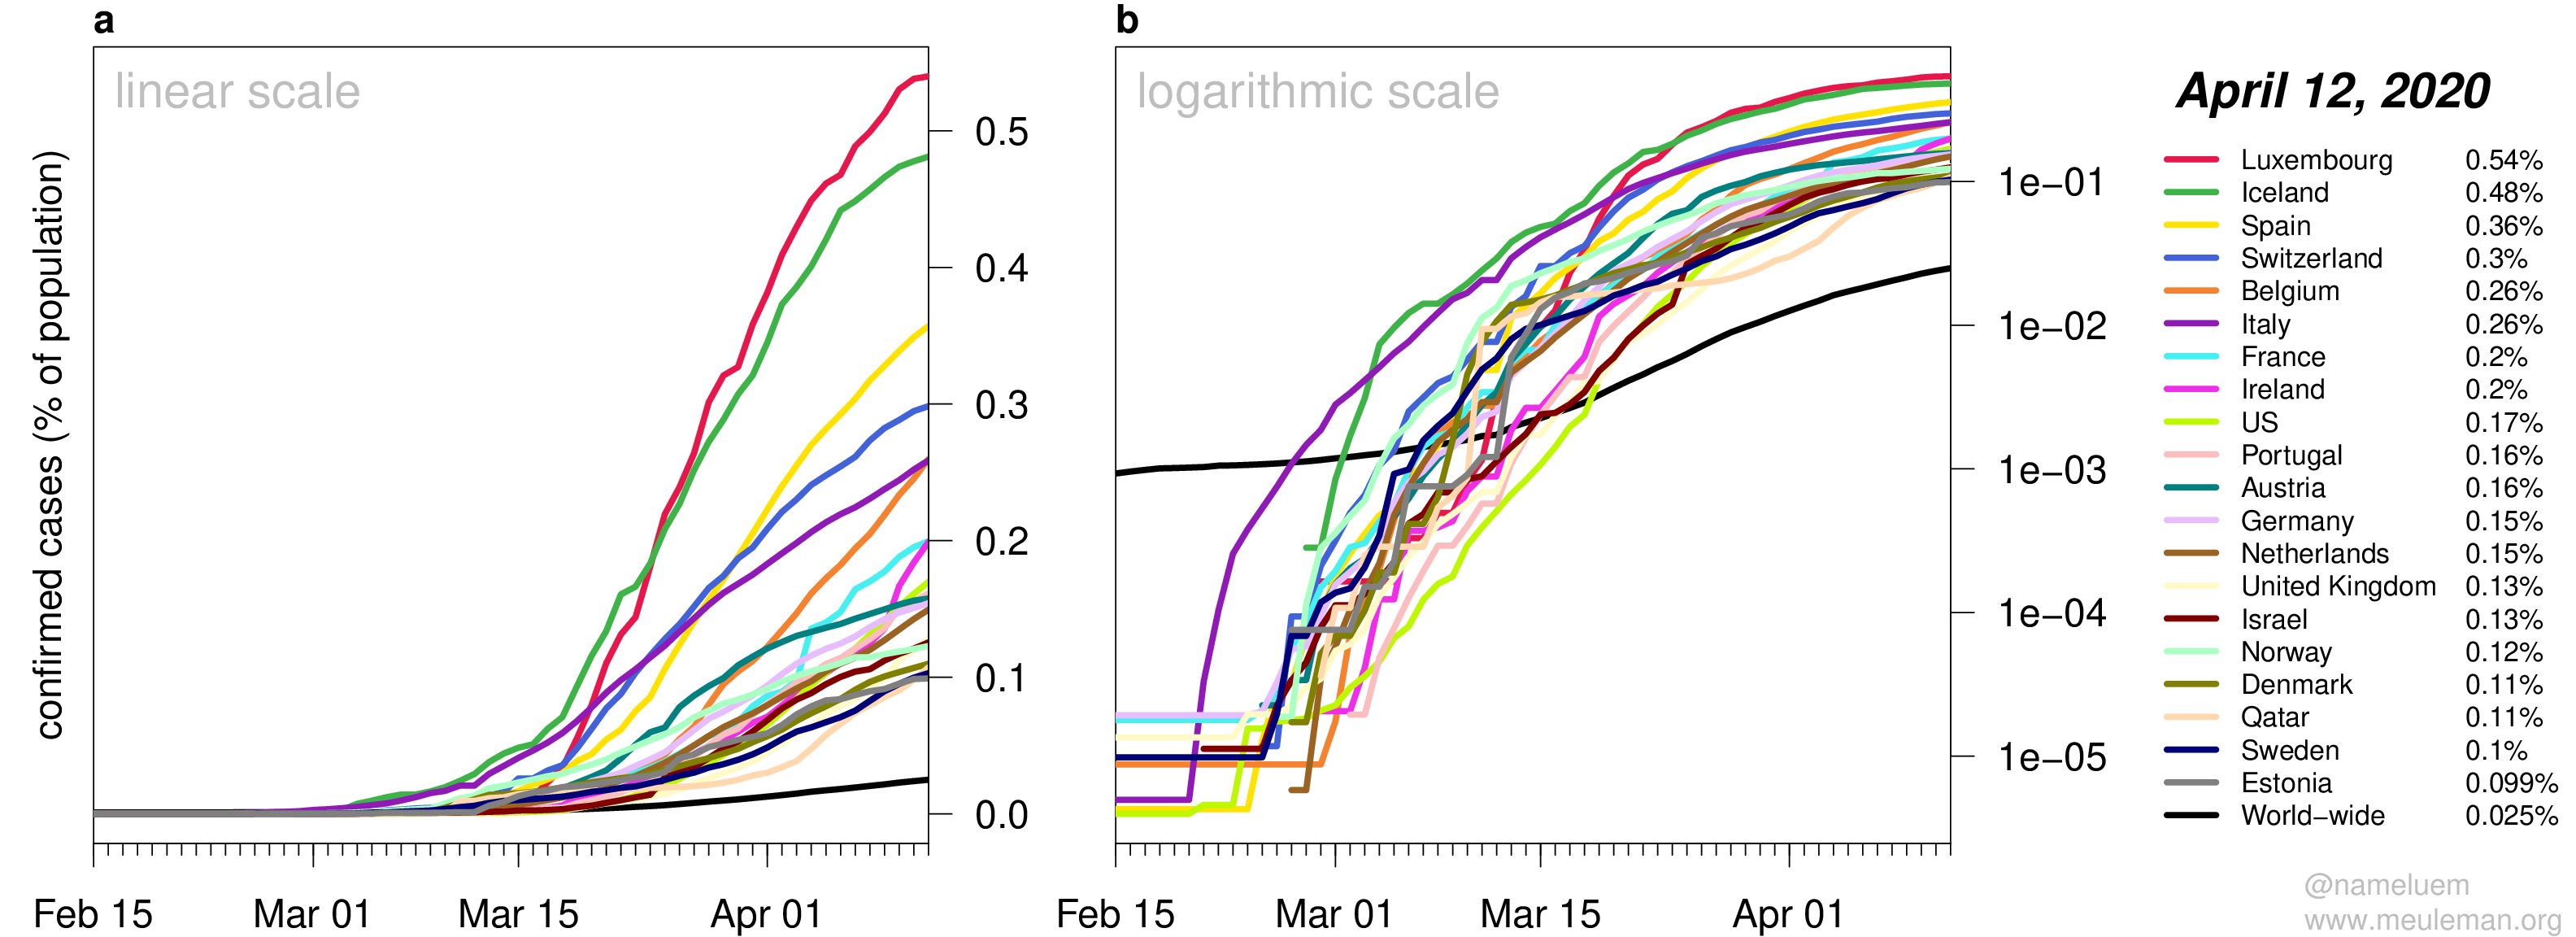 a
linear scale
confirmed cases (% of population)
0.5
0.4
0.3
0.2
0.1
0.0
Feb 15
Mar 01
Mar 15
Apr 01
b
logarithmic scale
1e−01
1e−02
1e−03
1e−04
1e−05
Feb 15
Mar 01
Mar 15
Apr 01
April 12, 2020
Luxembourg 0.54%
Iceland 0.48%
Spain 0.36%
Switzerland 0.3%
Belgium 0.26%
Italy 0.26%
France 0.2%
Ireland 0.2%
US 0.17%
Portugal 0.16%
Austria 0.16%
Germany 0.15%
Netherlands 0.15%
United Kingdom 0.13%
Israel 0.13%
Norway 0.12%
Denmark 0.11%
Qatar 0.11%
Sweden 0.1%
Estonia 0.099%
World−wide 0.025%
@nameluem
www.meuleman.org